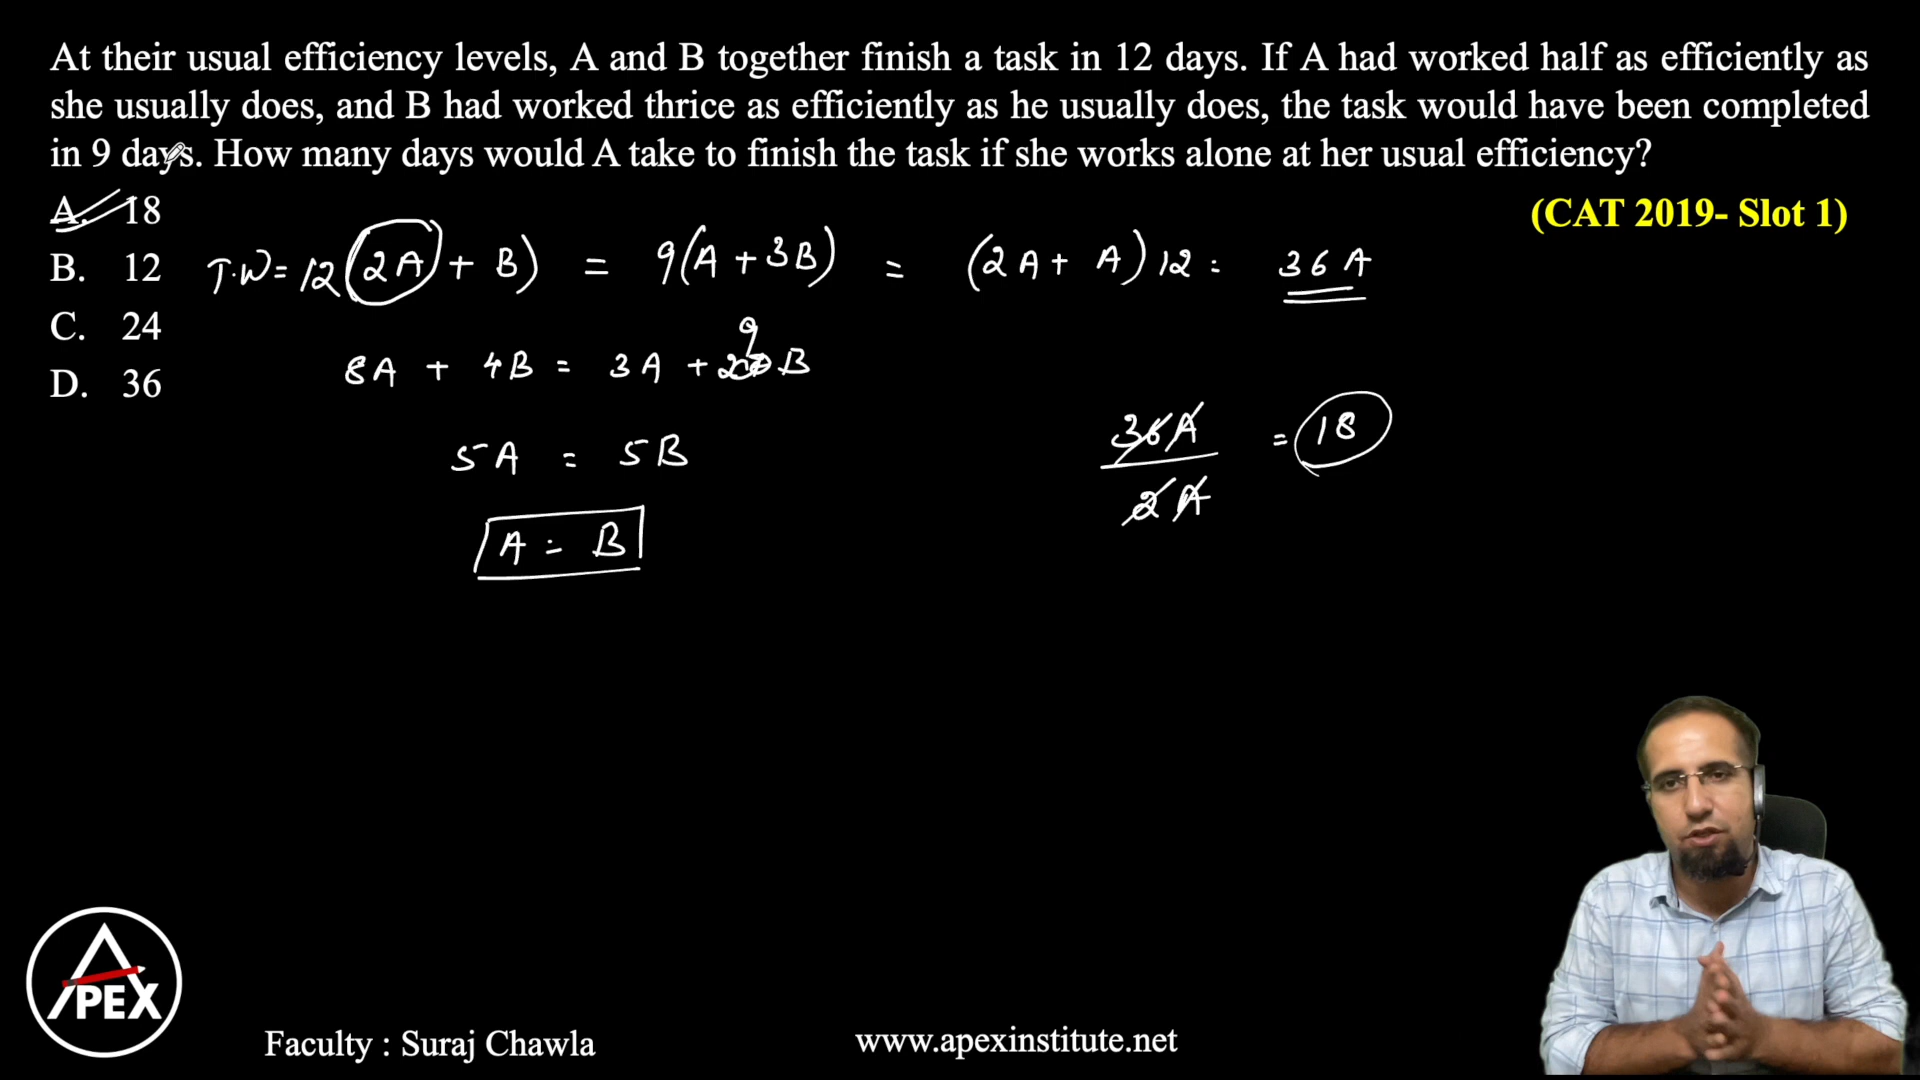 At their usual efficiency levels, A and B together finish a task in 12 days. If A had worked half as efficiently as
she usually does, and B had worked thrice as efficiently as he usually does, the task would have been completed
in 9 days. How many days would A take to finish the task if she works alone at her usual efficiency?
A. 18
(CAT 2019- Slot 1)
B. 12
T.W = 12 (2A + B) = 9(A + 3B) = (2A + A) 12 = 36A
C. 24
8A + 4B = 3A + 9B
D. 36
36A / 2A = 18
5A = 5B
A = B
APEX
Faculty : Suraj Chawla
www.apexinstitute.net